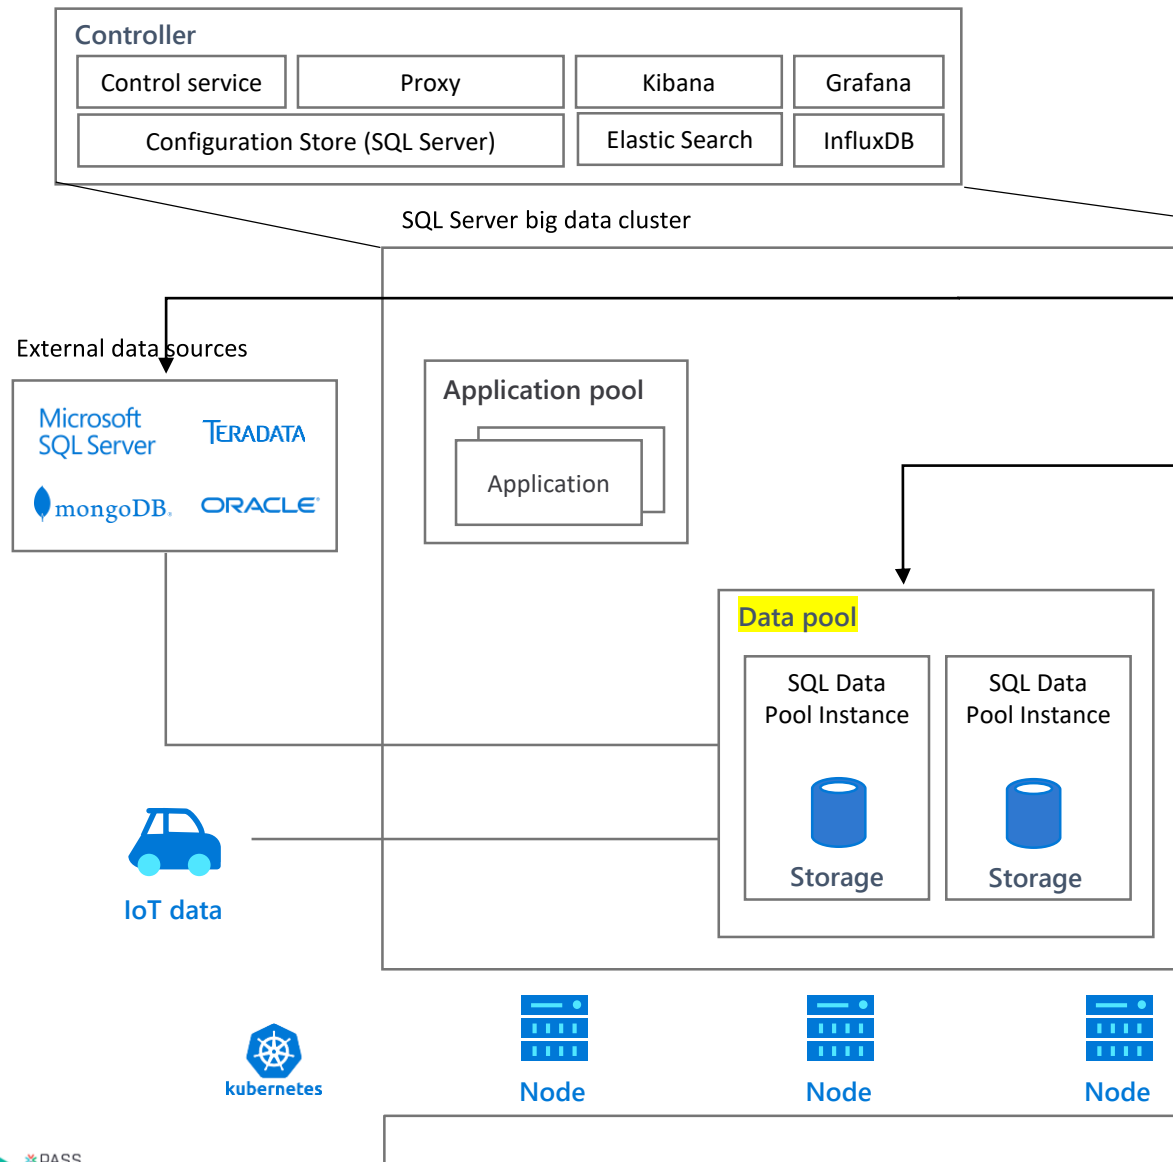 Controller
Control service
Proxy
Kibana
Grafana
Configuration Store (SQL Server)
Elastic Search
InfluxDB
SQL Server big data cluster
External data sources
Microsoft
SQL Server
TERADATA
mongoDB.
ORACLE
Application pool
Application
Data pool
SQL Data
Pool Instance
Storage
SQL Data
Pool Instance
Storage
IoT data
kubernetes
Node
Node
Node
PASS